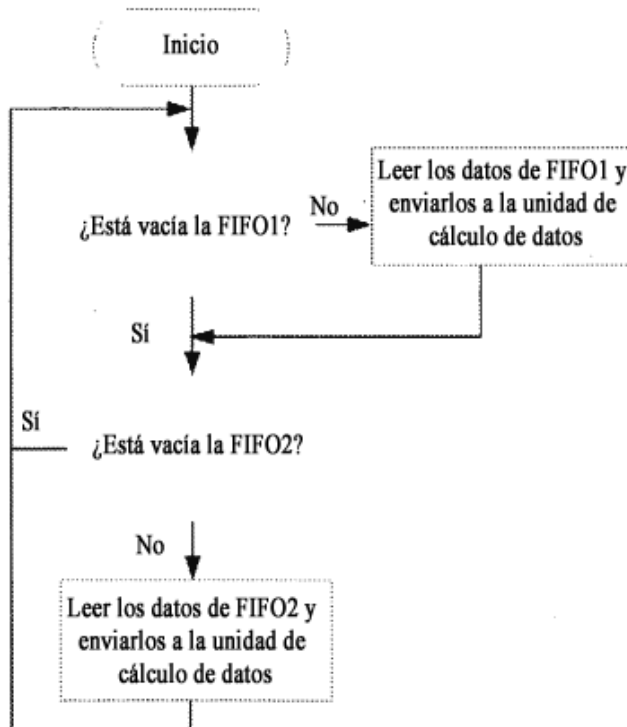 Inicio
Leer los datos de FIFO1 y
enviarlos a la unidad de
cálculo de datos
No
¿Está vacía la FIFO1?
Sí
Sí
¿Está vacía la FIFO2?
No
Leer los datos de FIFO2 y
enviarlos a la unidad de
cálculo de datos